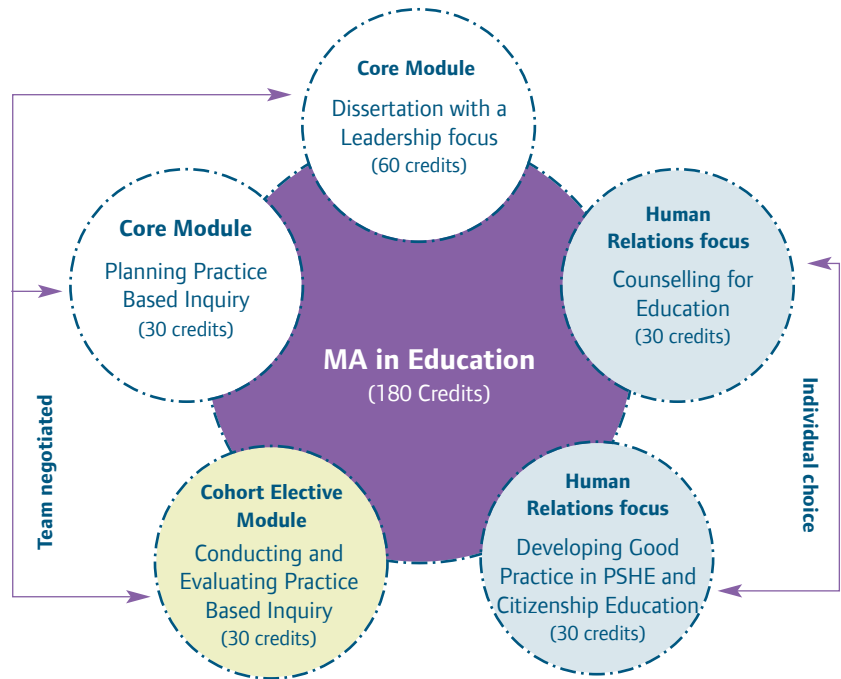 Core Module
Dissertation with a
Leadership focus
(60 credits)
Core Module
Planning Practice
Based Inquiry
(30 credits)
Human
Relations focus
Counselling for
Education
(30 credits)
MA in Education
(180 Credits)
Team negotiated
Individual choice
Cohort Elective
Module
Conducting and
Evaluating Practice
Based Inquiry
(30 credits)
Human
Relations focus
Developing Good
Practice in PSHE and
Citizenship Education
(30 credits)